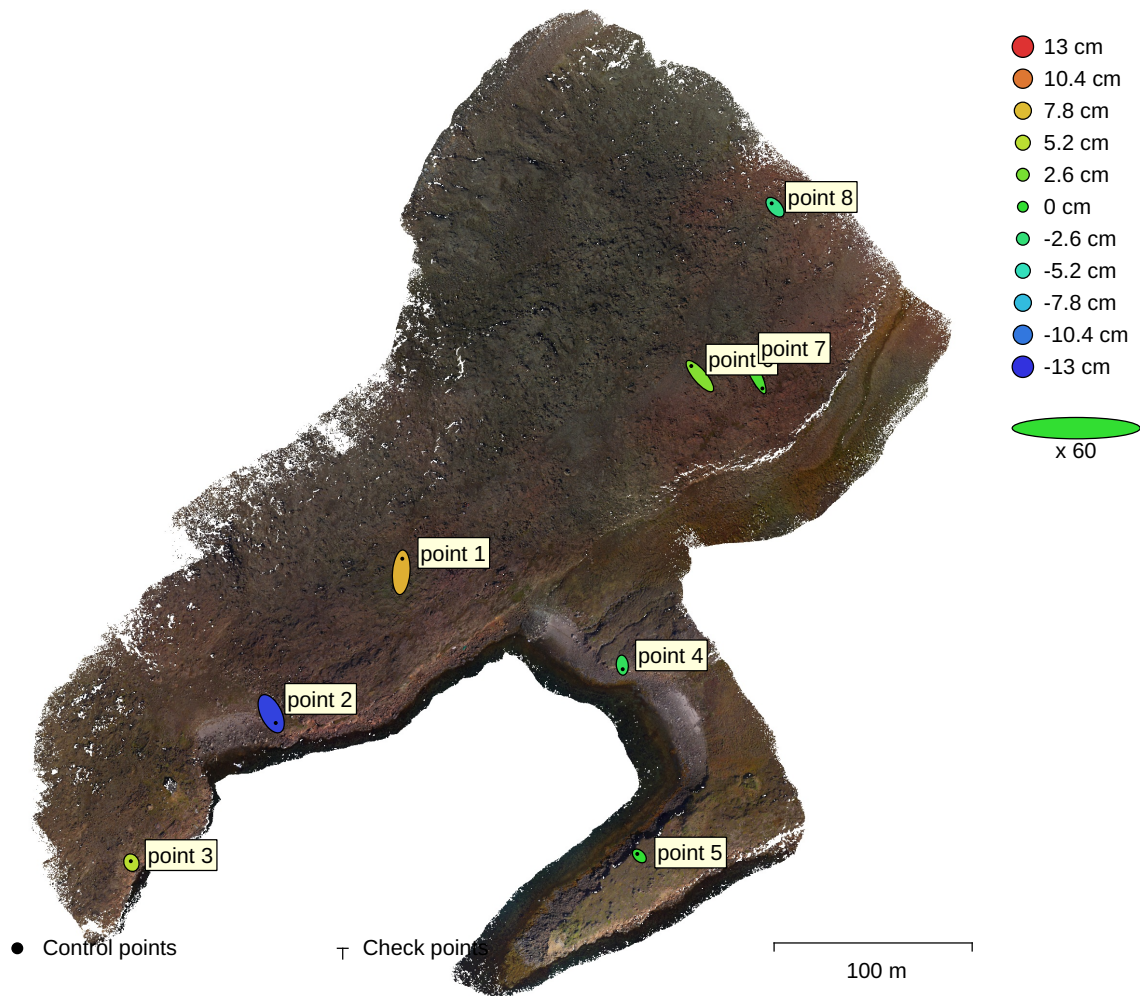 13 cm
10.4 cm
7.8 cm
5.2 cm
2.6 cm
0 cm
-2.6 cm
-5.2 cm
-7.8 cm
-10.4 cm
-13 cm
x 60
point 8
point
point 7
point 1
point 4
point 2
point 5
point 3
Control points
Check points
100 m